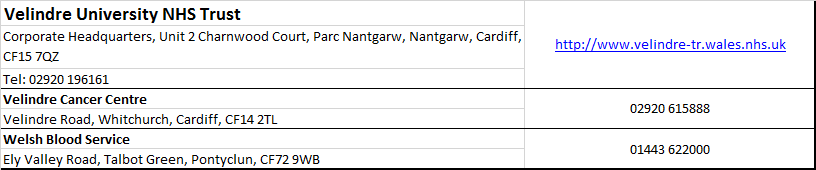 Velindre University NHS Trust
Corporate Headquarters, Unit 2 Charnwood Court, Parc Nantgarw, Nantgarw, Cardiff,
CF15 7QZ
http://www.velindre-tr.wales.nhs.uk
Tel: 02920 196161
Velindre Cancer Centre
Velindre Road, Whitchurch, Cardiff, CF14 2TL
02920 615888
Welsh Blood Service
Ely Valley Road, Talbot Green, Pontyclun, CF72 9WB
01443 622000